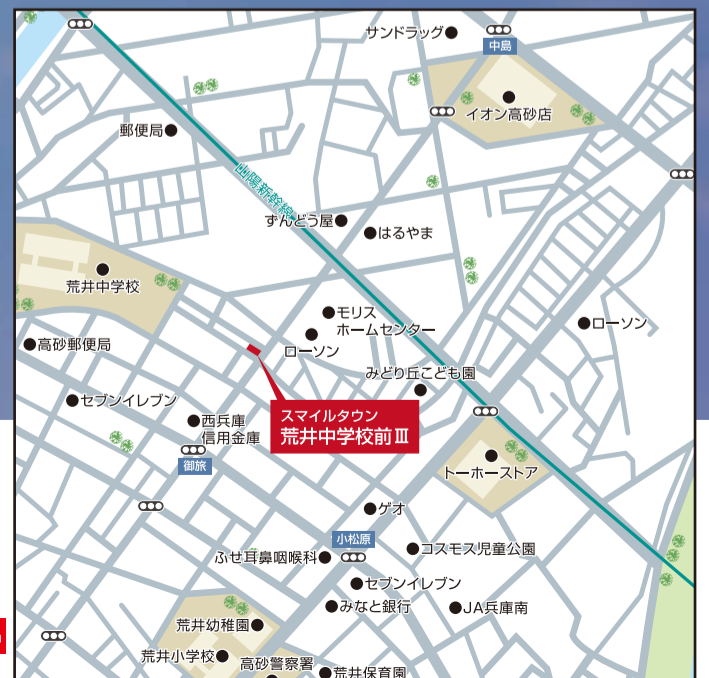 サンドラッグ
中島
イオン高砂店
郵便局
山陽新幹線
ずんどう屋
はるやま
荒井中学校
モリス
ホームセンター
ローソン
ローソン
高砂郵便局
みどり丘こども園
セブンイレブン
スマイルタウン
荒井中学校前Ⅲ
西兵庫
信用金庫
御旅
トーホーストア
ゲオ
小松原
コスモス児童公園
ふせ耳鼻咽喉科
セブンイレブン
みなと銀行
JA兵庫南
荒井幼稚園
荒井小学校
高砂警察署
荒井保育園